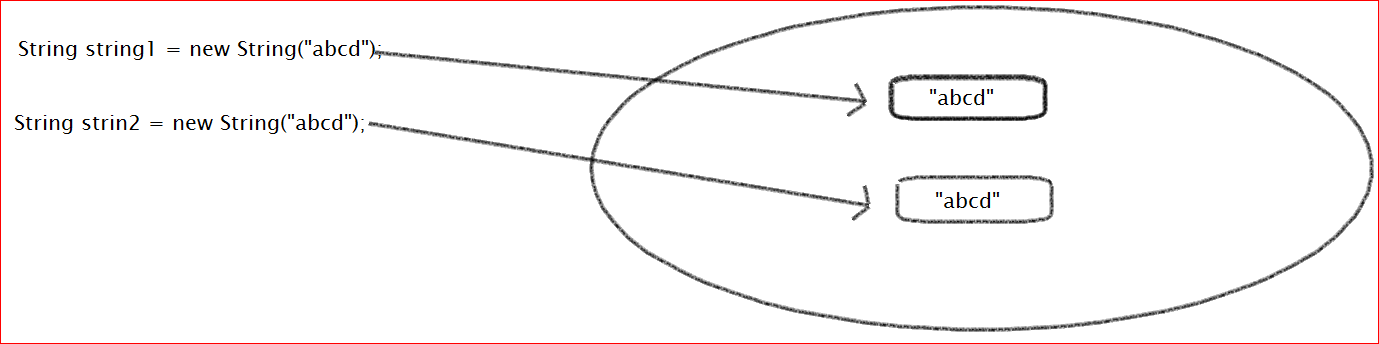 String string1 = new String("abcd");
"abcd"
String strin2 = new String("abcd");
"abcd"